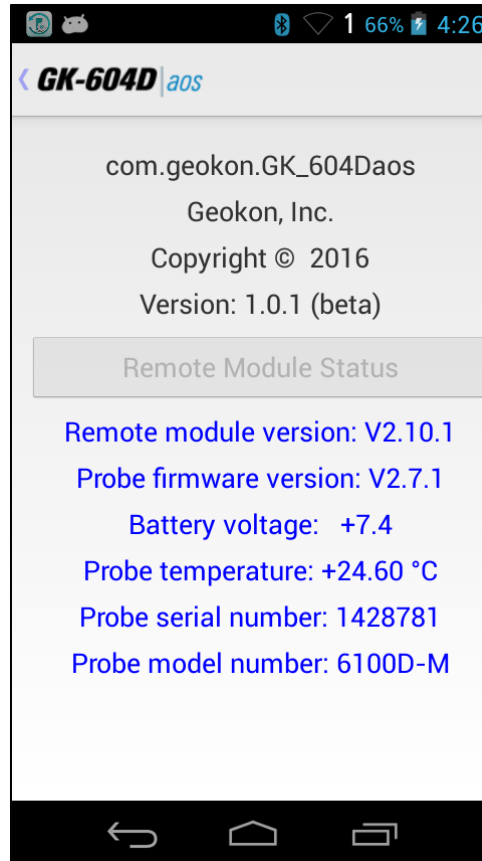 1 66% 4:26
GK-604D aos
com.geokon.GK_604Daos
Geokon, Inc.
Copyright © 2016
Version: 1.0.1 (beta)
Remote Module Status
Remote module version: V2.10.1
Probe firmware version: V2.7.1
Battery voltage: +7.4
Probe temperature: +24.60 °C
Probe serial number: 1428781
Probe model number: 6100D-M